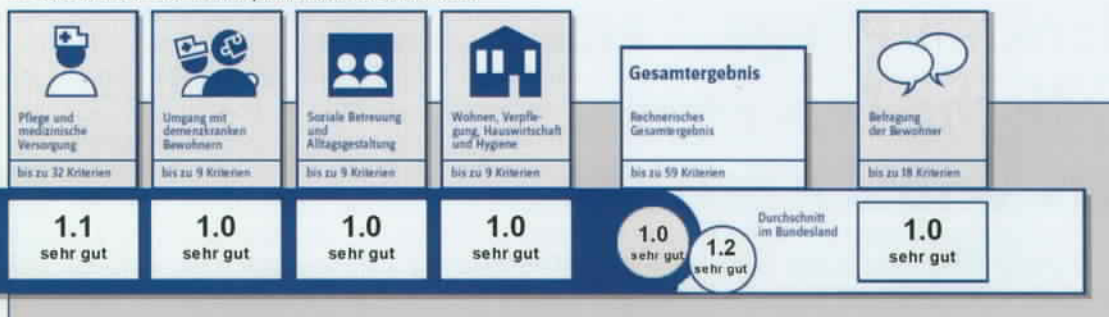 Pflege und
medizinische
Versorgung
bis zu 32 Kriterien
1.1
sehr gut
Umgang mit
demenzkranken
Bewohnern
bis zu 9 Kriterien
1.0
sehr gut
Soziale Betreuung
und
Alltagsgestaltung
bis zu 9 Kriterien
1.0
sehr gut
Wohnen, Verpfle-
gung, Hauswirtschaft
und Hygiene
bis zu 9 Kriterien
1.0
sehr gut
Gesamtergebnis
Rechnerisches
Gesamtergebnis
bis zu 59 Kriterien
1.0
sehr gut
1.2
sehr gut
Durchschnitt
im Bundesland
Befragung
der Bewohner
bis zu 18 Kriterien
1.0
sehr gut